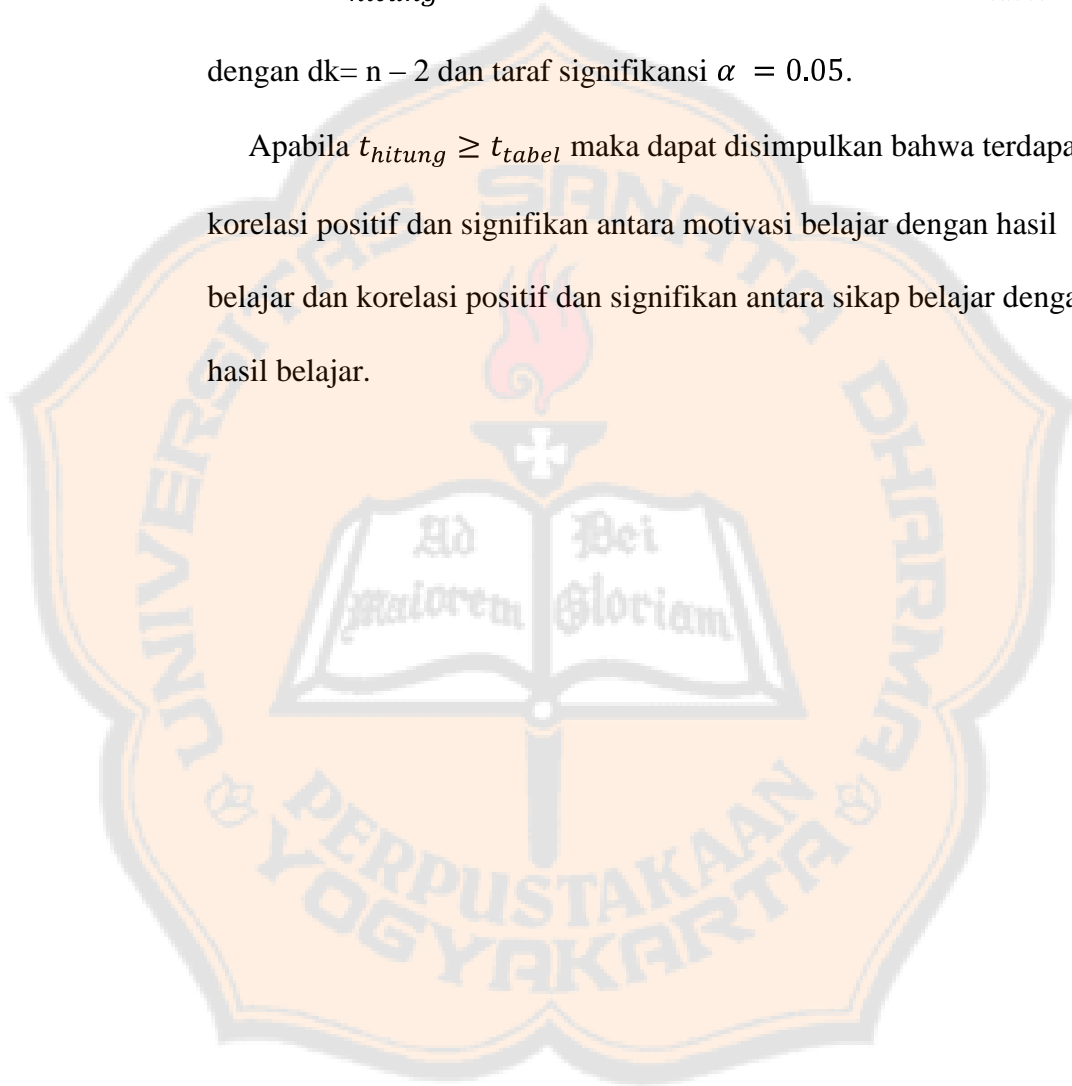 dengan dk= n – 2 dan taraf signifikansi α = 0.05.
Apabila t_hitung ≥ t_tabel maka dapat disimpulkan bahwa
korelasi positif dan signifikan antara motivasi belajar dengan hasil
belajar dan korelasi positif dan signifikan antara sikap belajar
hasil belajar.
UNIVERSITAS SANATA DHARMA
Ad Dei
maiorem Gloriam
PERPUSTAKAAN
YOGYAKARTA